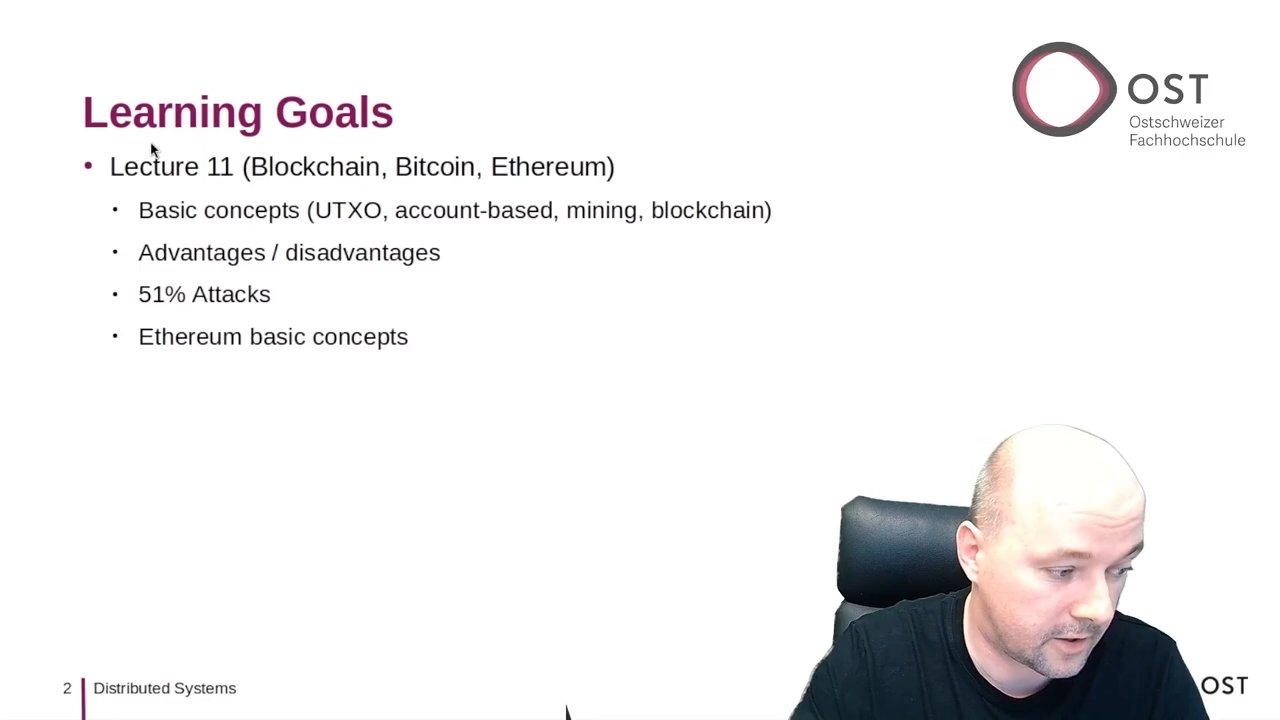 OST
Ostschweizer
Fachhochschule
Learning Goals
• Lecture 11 (Blockchain, Bitcoin, Ethereum)
• Basic concepts (UTXO, account-based, mining, blockchain)
• Advantages / disadvantages
• 51% Attacks
• Ethereum basic concepts
2 Distributed Systems
OST